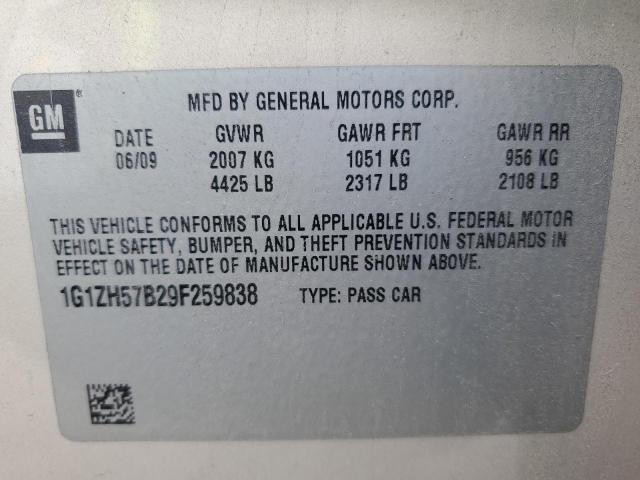 GM®
MFD BY GENERAL MOTORS CORP.
DATE GVWR GAWR FRT GAWR RR
06/09 2007 KG 1051 KG 956 KG
4425 LB 2317 LB 2108 LB
THIS VEHICLE CONFORMS TO ALL APPLICABLE U.S. FEDERAL MOTOR
VEHICLE SAFETY, BUMPER, AND THEFT PREVENTION STANDARDS IN
EFFECT ON THE DATE OF MANUFACTURE SHOWN ABOVE.
1G1ZH57B29F259838 TYPE: PASS CAR